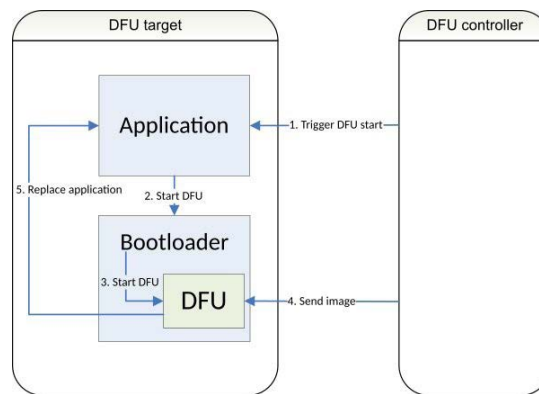 DFU target
DFU controller
Application
1. Trigger DFU start
5. Replace application
2. Start DFU
Bootloader
3. Start DFU
DFU
4. Send image